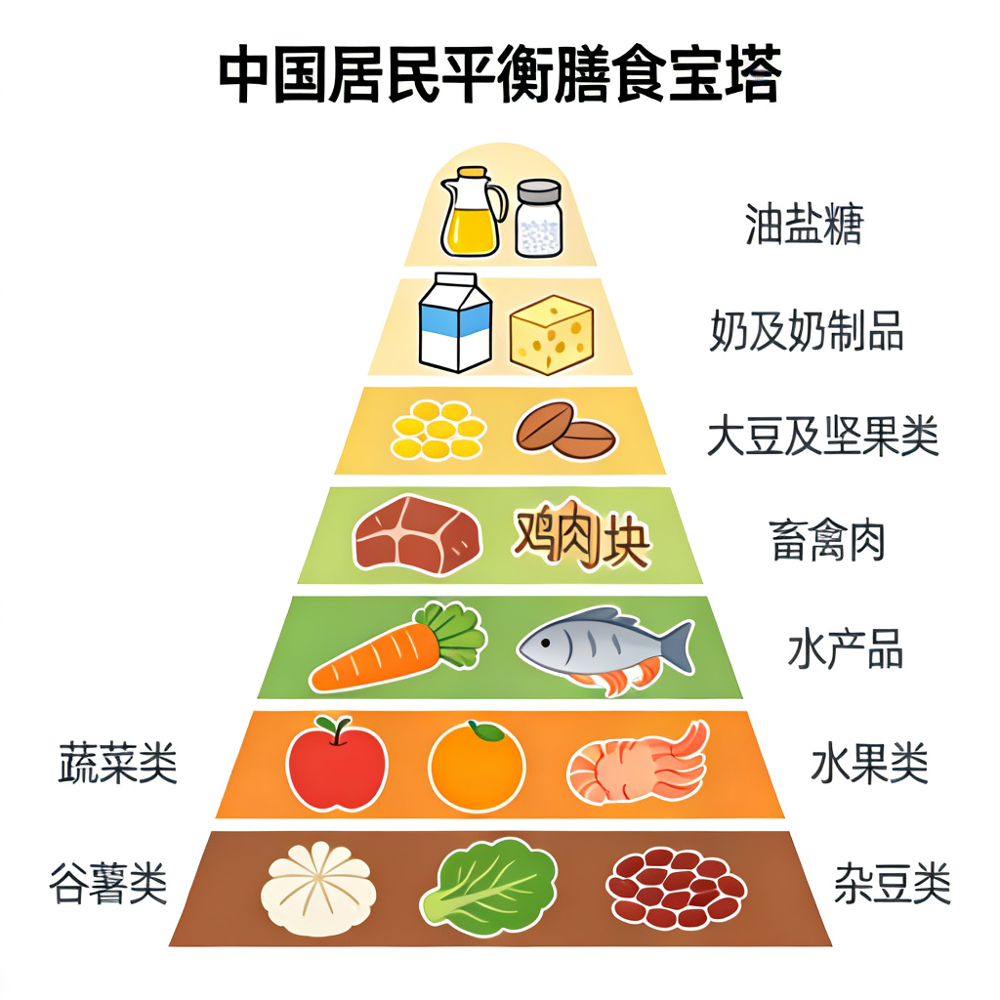 中国居民平衡膳食宝塔
油盐糖
奶及奶制品
大豆及坚果类
鸡肉块
畜禽肉
水产品
蔬菜类
水果类
谷薯类
杂豆类